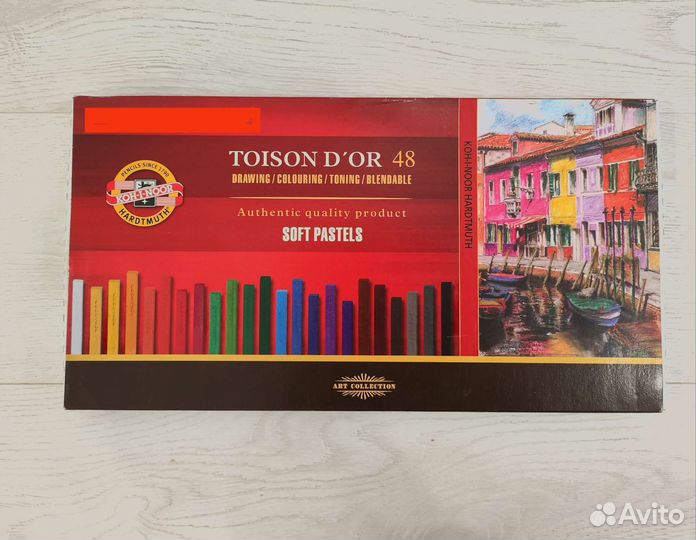 PENCILS SINCE 1790
KOH-I-NOOR
HARDTMUTH
TOISON D'OR 48
DRAWING / COLOURING / TONING / BLENDABLE
Authentic quality product
SOFT PASTELS
KOH-I-NOOR HARDTMUTH
ART COLLECTION
Avito